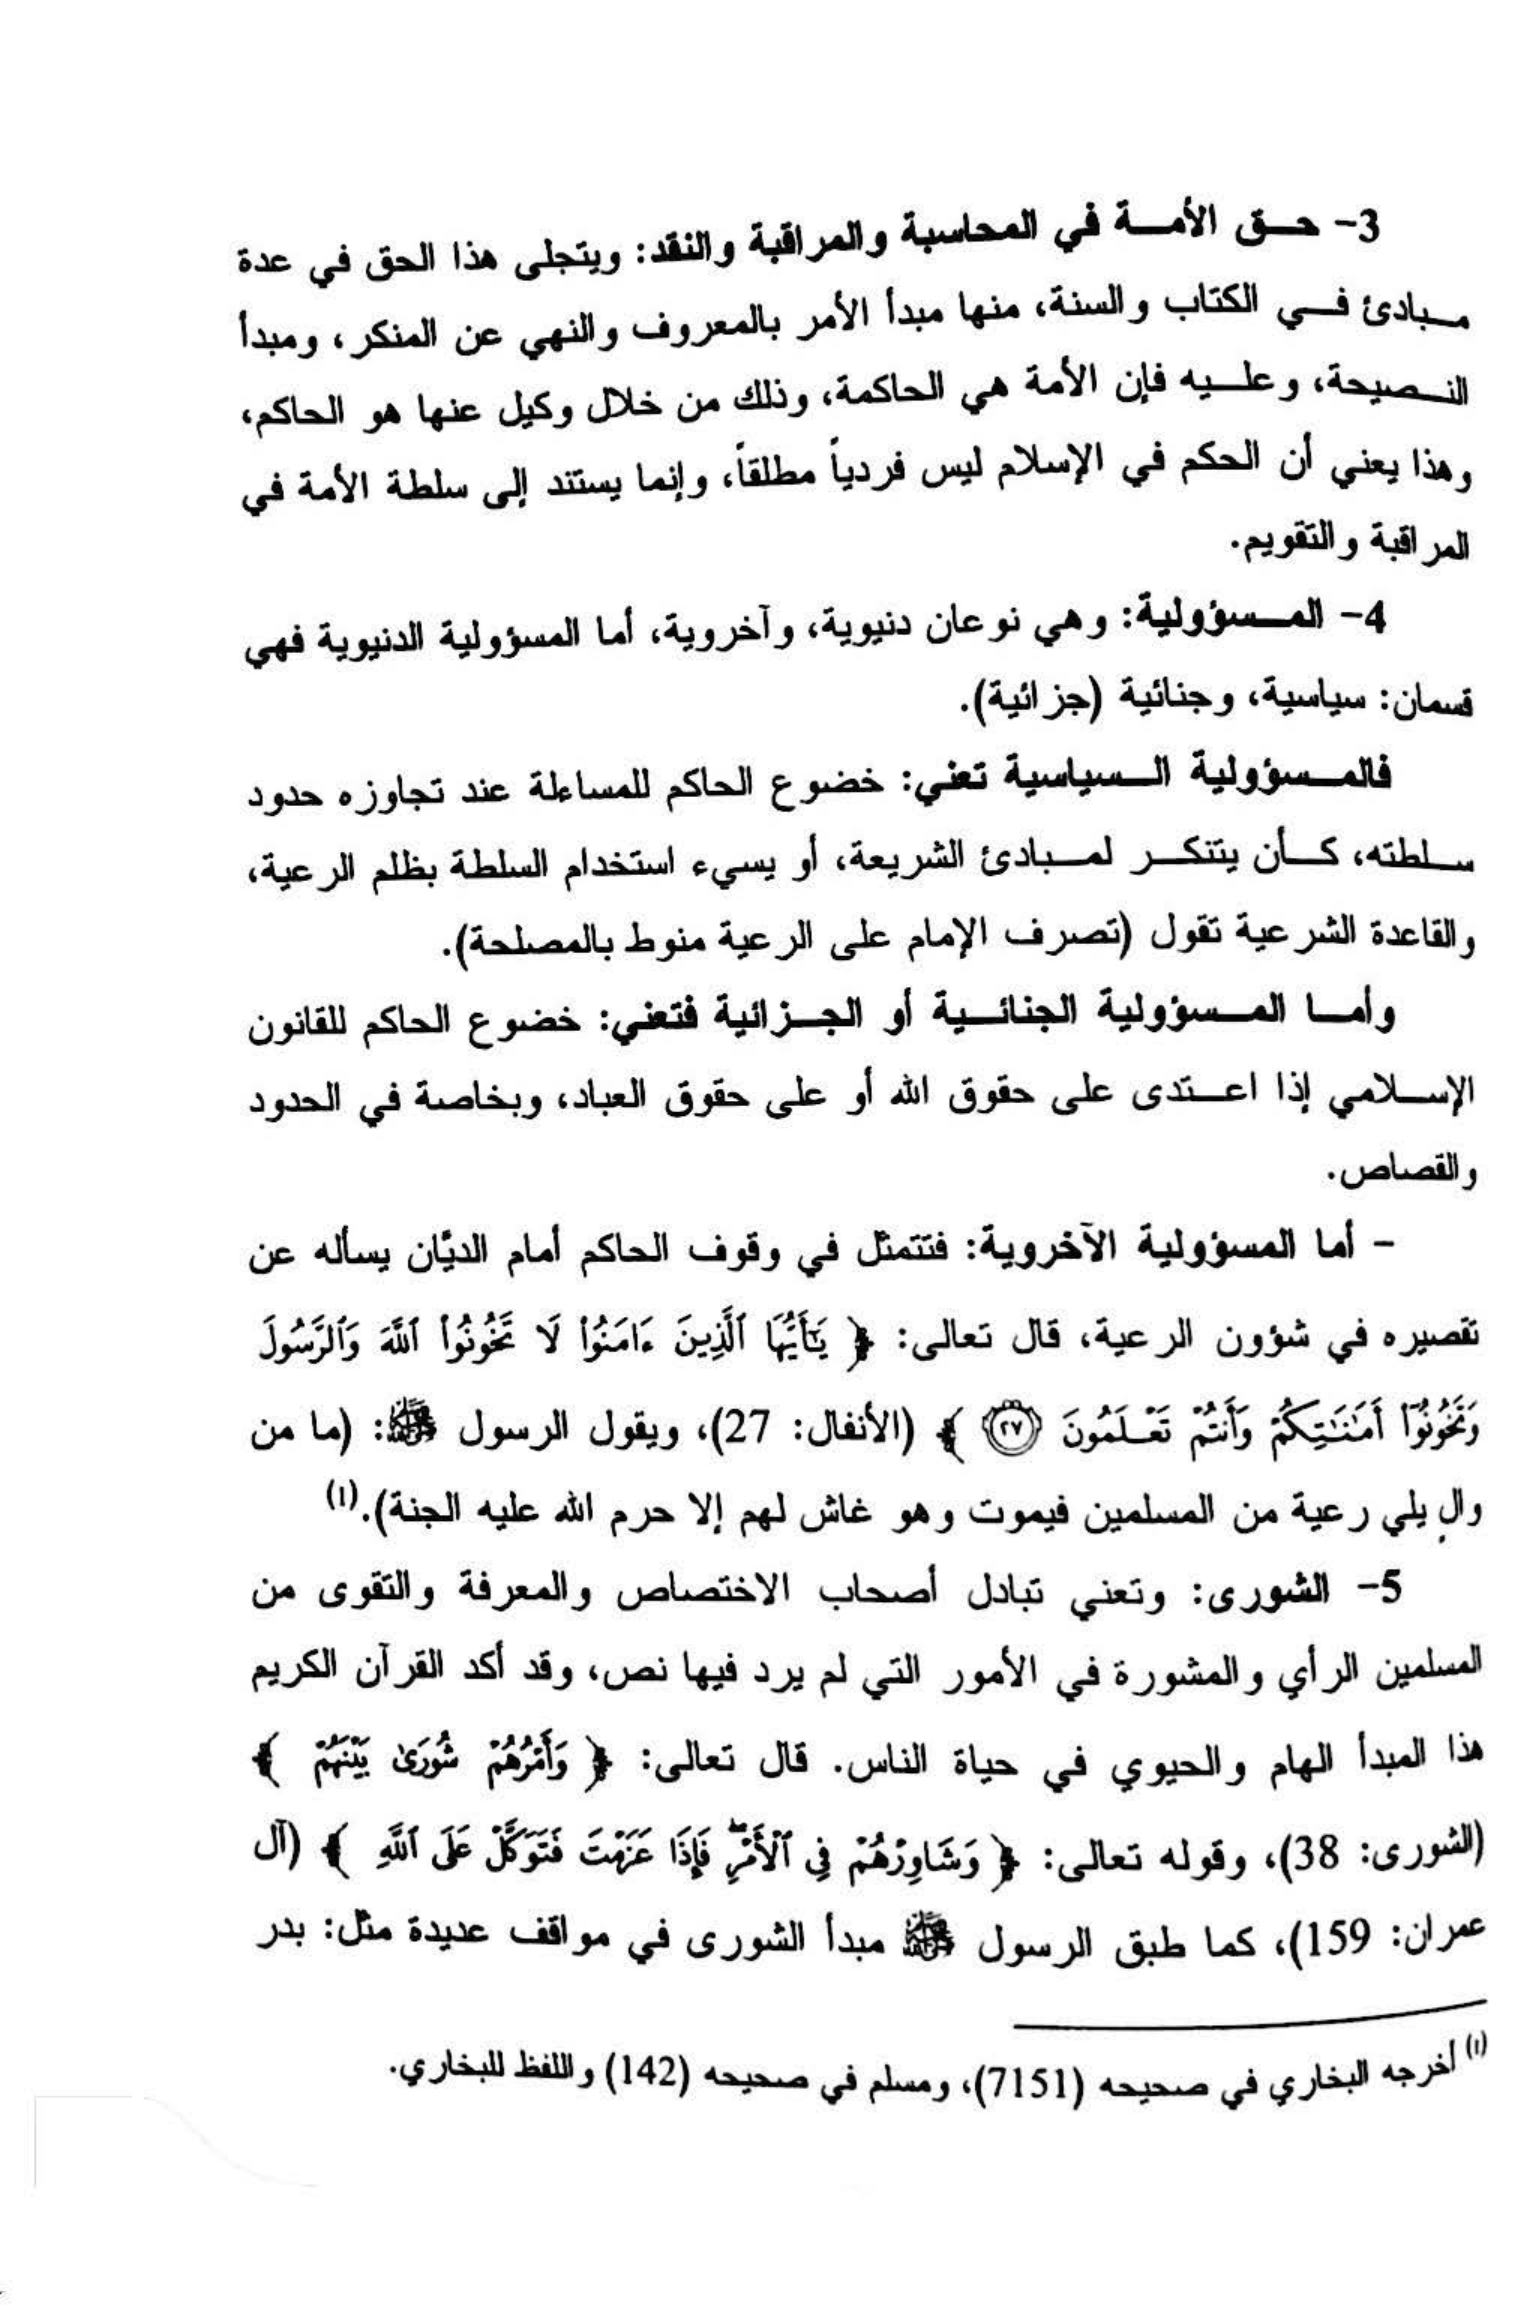 3- حق الأمة في المحاسبة والمراقبة والنقد: ويتجلى هذا الحق في عدة
مبادئ في الكتاب والسنة، منها مبدأ الأمر بالمعروف والنهي عن المنكر، ومبدأ
النصيحة، وعليه فإن الأمة هي الحاكمة، وذلك من خلال وكيل عنها هو الحاكم،
وهذا يعني أن الحكم في الإسلام ليس فردياً مطلقاً، وإنما يستند إلى سلطة الأمة في
المراقبة والتقويم.
4- المسؤولية: وهي نوعان دنيوية، وآخروية، أما المسؤولية الدنيوية فهي
قسمان: سياسية، وجنائية (جزائية).
فالمسؤولية السياسية تعني: خضوع الحاكم للمساءلة عند تجاوزه حدود
سلطته، كأن يتنكر لمبادئ الشريعة، أو يسيء استخدام السلطة بظلم الرعية،
والقاعدة الشرعية تقول (تصرف الإمام على الرعية منوط بالمصلحة).
وأما المسؤولية الجنائية أو الجزائية فتعني: خضوع الحاكم للقانون
الإسلامي إذا اعتدى على حقوق الله أو على حقوق العباد، وبخاصة في الحدود
والقصاص.
- أما المسؤولية الآخروية: فتتمثل في وقوف الحاكم أمام الديَّان يسأله عن
تقصيره في شؤون الرعية، قال تعالى: ﴿ يَٰٓأَيُّهَا ٱلَّذِينَ ءَامَنُوا۟ لَا تَخُونُوا۟ ٱللَّهَ وَٱلرَّسُولَ
وَتَخُونُوٓا۟ أَمَٰنَٰتِكُمْ وَأَنتُمْ تَعْلَمُونَ ٢٧ ﴾ (الأنفال: 27)، ويقول الرسول ﷺ: (ما من
والٍ يلي رعية من المسلمين فيموت وهو غاش لهم إلا حرم الله عليه الجنة).(1)
5- الشورى: وتعني تبادل أصحاب الاختصاص والمعرفة والتقوى من
المسلمين الرأي والمشورة في الأمور التي لم يرد فيها نص، وقد أكد القرآن الكريم
هذا المبدأ الهام والحيوي في حياة الناس. قال تعالى: ﴿ وَأَمْرُهُمْ شُورَىٰ بَيْنَهُمْ ﴾
(الشورى: 38)، وقوله تعالى: ﴿ وَشَاوِرْهُمْ فِى ٱلْأَمْرِ ۖ فَإِذَا عَزَمْتَ فَتَوَكَّلْ عَلَى ٱللَّهِ ﴾ (آل
عمران: 159)، كما طبق الرسول ﷺ مبدأ الشورى في مواقف عديدة مثل: بدر
(1) أخرجه البخاري في صحيحه (7151)، ومسلم في صحيحه (142) واللفظ للبخاري.